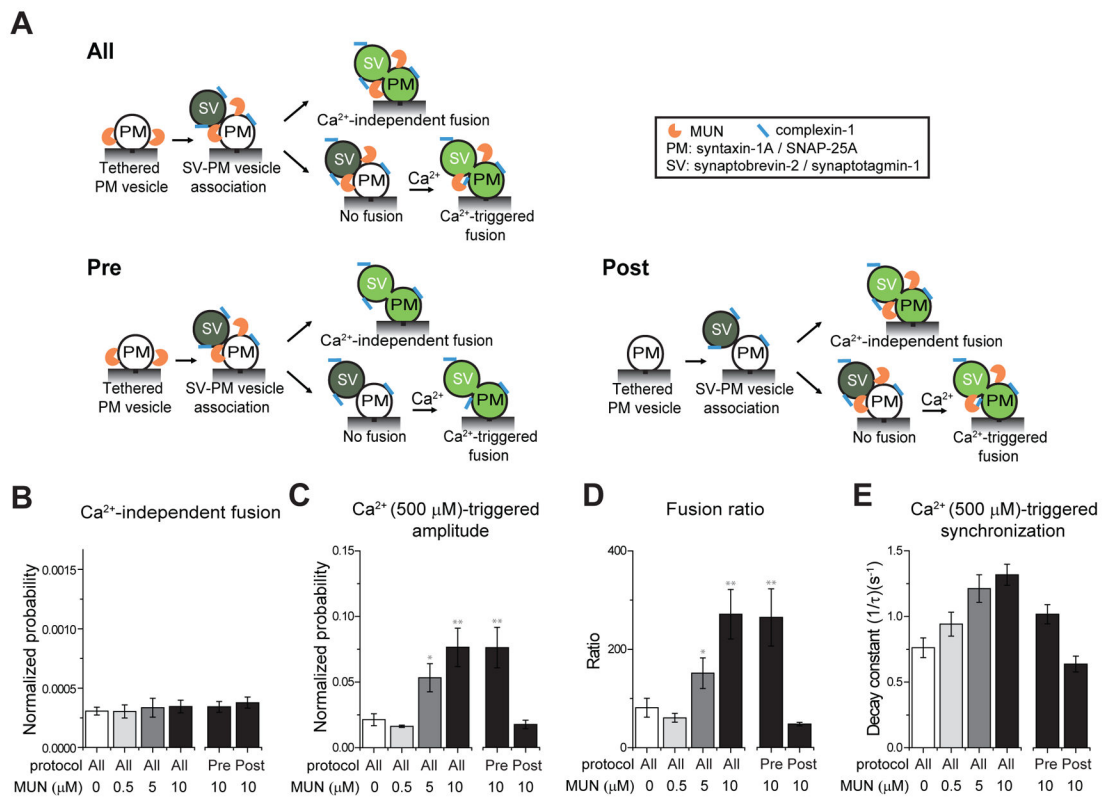 A
All
SV
PM
Ca²⁺-independent fusion
PM
Tethered
PM vesicle
SV
PM
SV-PM vesicle
association
SV
PM
No fusion
Ca²⁺
SV
PM
Ca²⁺-triggered
fusion
MUN
complexin-1
PM: syntaxin-1A / SNAP-25A
SV: synaptobrevin-2 / synaptotagmin-1
Pre
SV
PM
Ca²⁺-independent fusion
PM
Tethered
PM vesicle
SV
PM
SV-PM vesicle
association
SV
PM
No fusion
Ca²⁺
SV
PM
Ca²⁺-triggered
fusion
Post
SV
PM
Ca²⁺-independent fusion
PM
Tethered
PM vesicle
SV
PM
SV-PM vesicle
association
SV
PM
No fusion
Ca²⁺
SV
PM
Ca²⁺-triggered
fusion
B
Ca²⁺-independent fusion
Normalized probability
0.0015
0.0010
0.0005
0.0000
protocol All All All All Pre Post
MUN (μM) 0 0.5 5 10 10 10
C
Ca²⁺ (500 μM)-triggered
amplitude
Normalized probability
0.15
0.10
0.05
0.00
* ** **
protocol All All All All Pre Post
MUN (μM) 0 0.5 5 10 10 10
D
Fusion ratio
Ratio
400
200
0
* ** **
protocol All All All All Pre Post
MUN (μM) 0 0.5 5 10 10 10
E
Ca²⁺ (500 μM)-triggered
synchronization
Decay constant (1/τ)(s⁻¹)
1.5
1.0
0.5
0.0
protocol All All All All Pre Post
MUN (μM) 0 0.5 5 10 10 10